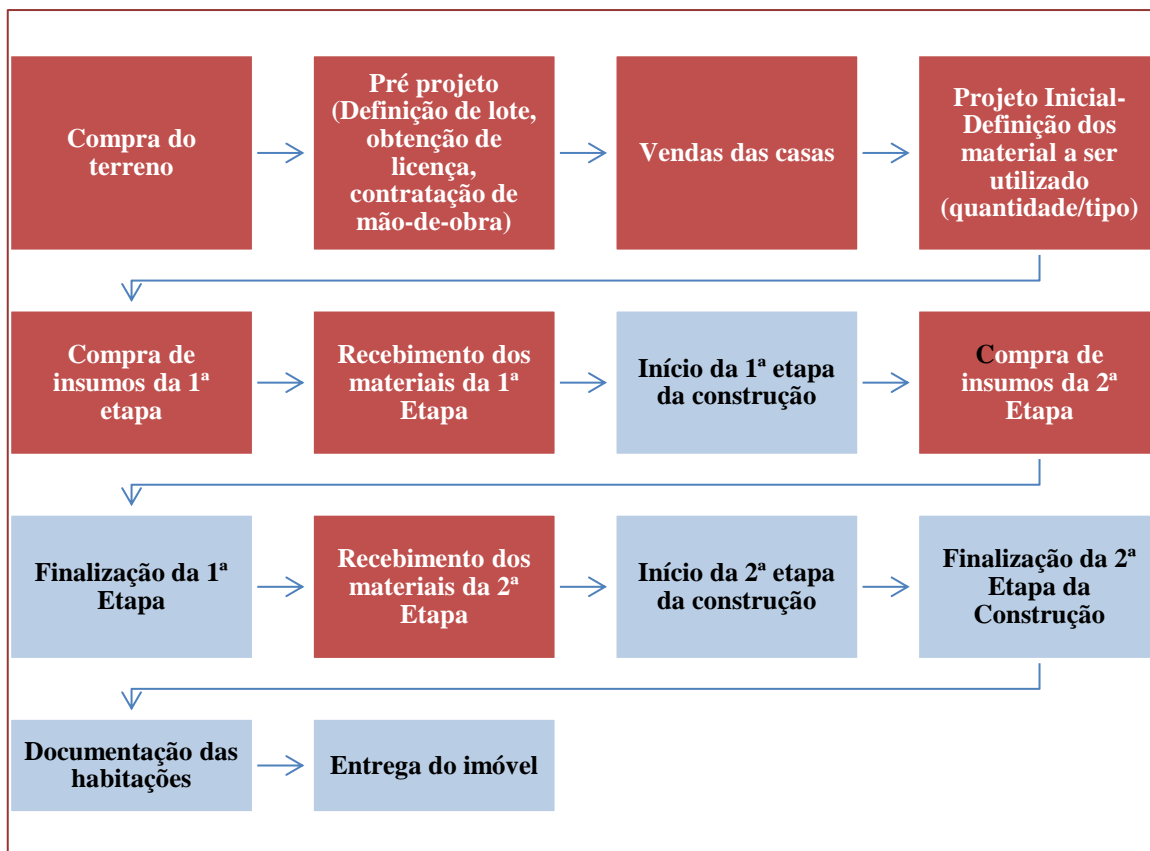 Compra do
terreno
Pré projeto
(Definição de lote,
obtenção de
licença,
contratação de
mão-de-obra)
Vendas das casas
Projeto Inicial-
Definição dos
material a ser
utilizado
(quantidade/tipo)
Compra de
insumos da 1ª
etapa
Recebimento dos
materiais da 1ª
Etapa
Início da 1ª etapa
da construção
Compra de
insumos da 2ª
Etapa
Finalização da 1ª
Etapa
Recebimento dos
materiais da 2ª
Etapa
Início da 2ª etapa
da construção
Finalização da 2ª
Etapa da
Construção
Documentação das
habitações
Entrega do imóvel